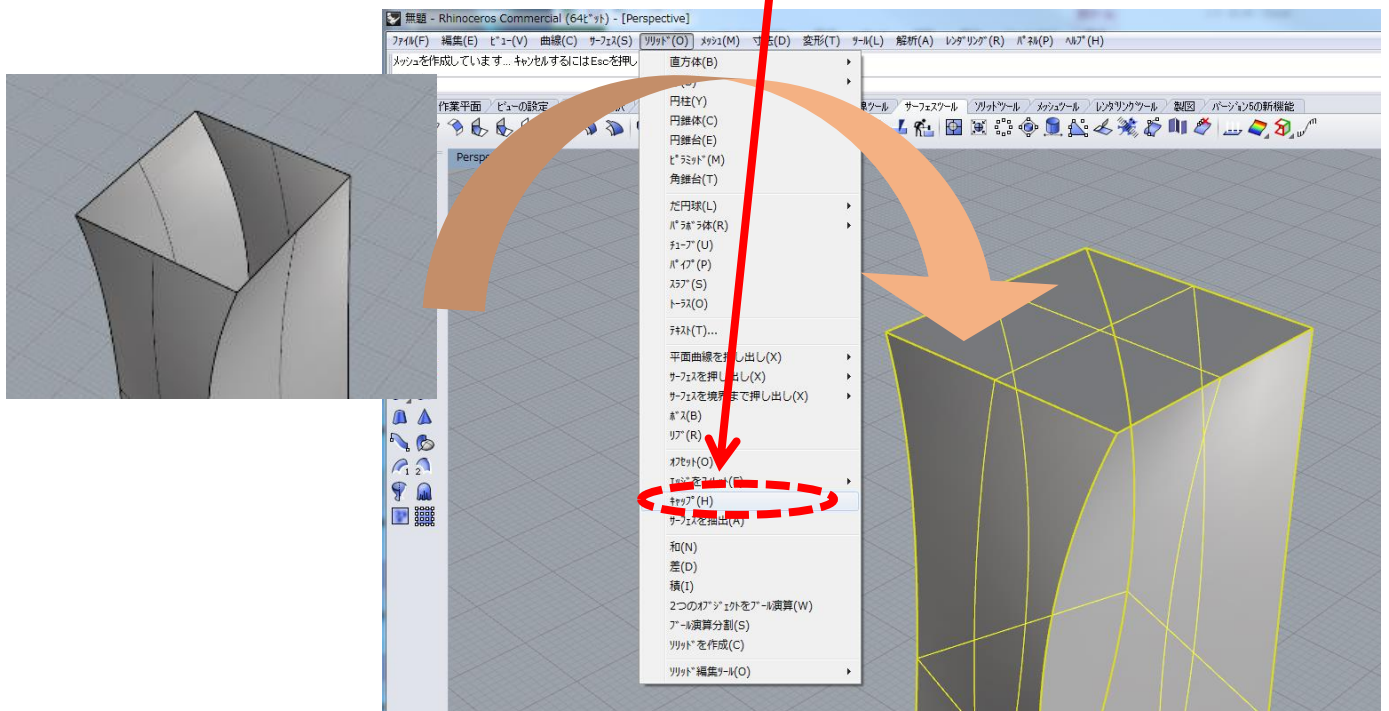 無題 - Rhinoceros Commercial (64ﾋﾞｯﾄ) - [Perspective]
ﾌｧｲﾙ(F) 編集(E) ﾋﾞｭｰ(V) 曲線(C) ｻｰﾌｪｽ(S) ｿﾘｯﾄﾞ(O) ﾒｯｼｭ(M) 寸法(D) 変形(T) ﾂｰﾙ(L) 解析(A) ﾚﾝﾀﾞﾘﾝｸﾞ(R) ﾊﾟﾈﾙ(P) ﾍﾙﾌﾟ(H)
ﾒｯｼｭを作成しています... ｷｬﾝｾﾙするにはEscを押し
作業平面 ﾋﾞｭｰの設定 ｻｰﾌｪｽﾂｰﾙ ｿﾘｯﾄﾞﾂｰﾙ ﾒｯｼｭﾂｰﾙ ﾚﾝﾀﾞﾘﾝｸﾞﾂｰﾙ 製図 ﾊﾞｰｼﾞｮﾝ5の新機能
直方体(B)
円柱(Y)
円錐体(C)
円錐台(E)
ﾋﾟﾗﾐｯﾄﾞ(M)
角錐台(T)
だ円球(L)
ﾊﾟﾗﾎﾞﾗ体(R)
ﾁｭｰﾌﾞ(U)
ﾊﾟｲﾌﾟ(P)
ｽﾗﾌﾞ(S)
ﾄｰﾗｽ(O)
ﾃｷｽﾄ(T)...
平面曲線を押し出し(X)
ｻｰﾌｪｽを押し出し(X)
ｻｰﾌｪｽを境界まで押し出し(X)
ﾎﾞｽ(B)
ﾘﾌﾞ(R)
ｵﾌｾｯﾄ(O)
ｴｯｼﾞをﾌｨﾚｯﾄ(F)
ｷｬｯﾌﾟ(H)
ｻｰﾌｪｽを抽出(A)
和(N)
差(D)
積(I)
2つのｵﾌﾞｼﾞｪｸﾄをﾌﾞｰﾙ演算(W)
ﾌﾞｰﾙ演算分割(S)
ｿﾘｯﾄﾞを作成(C)
ｿﾘｯﾄﾞ編集ﾂｰﾙ(O)